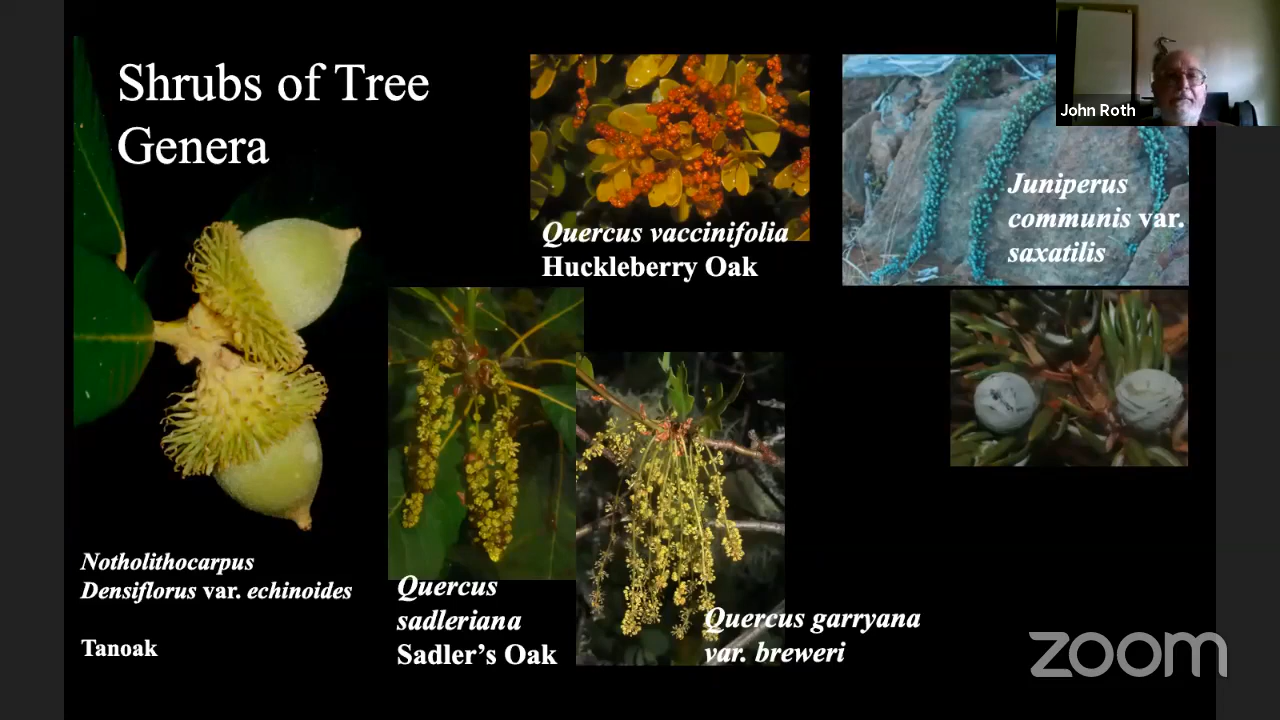 Shrubs of Tree
Genera
Quercus vaccinifolia
Huckleberry Oak
John Roth
Juniperus
communis var.
saxatilis
Notholithocarpus
Densiflorus var. echinoides
Tanoak
Quercus
sadleriana
Sadler's Oak
Quercus garryana
var. breweri
zoom